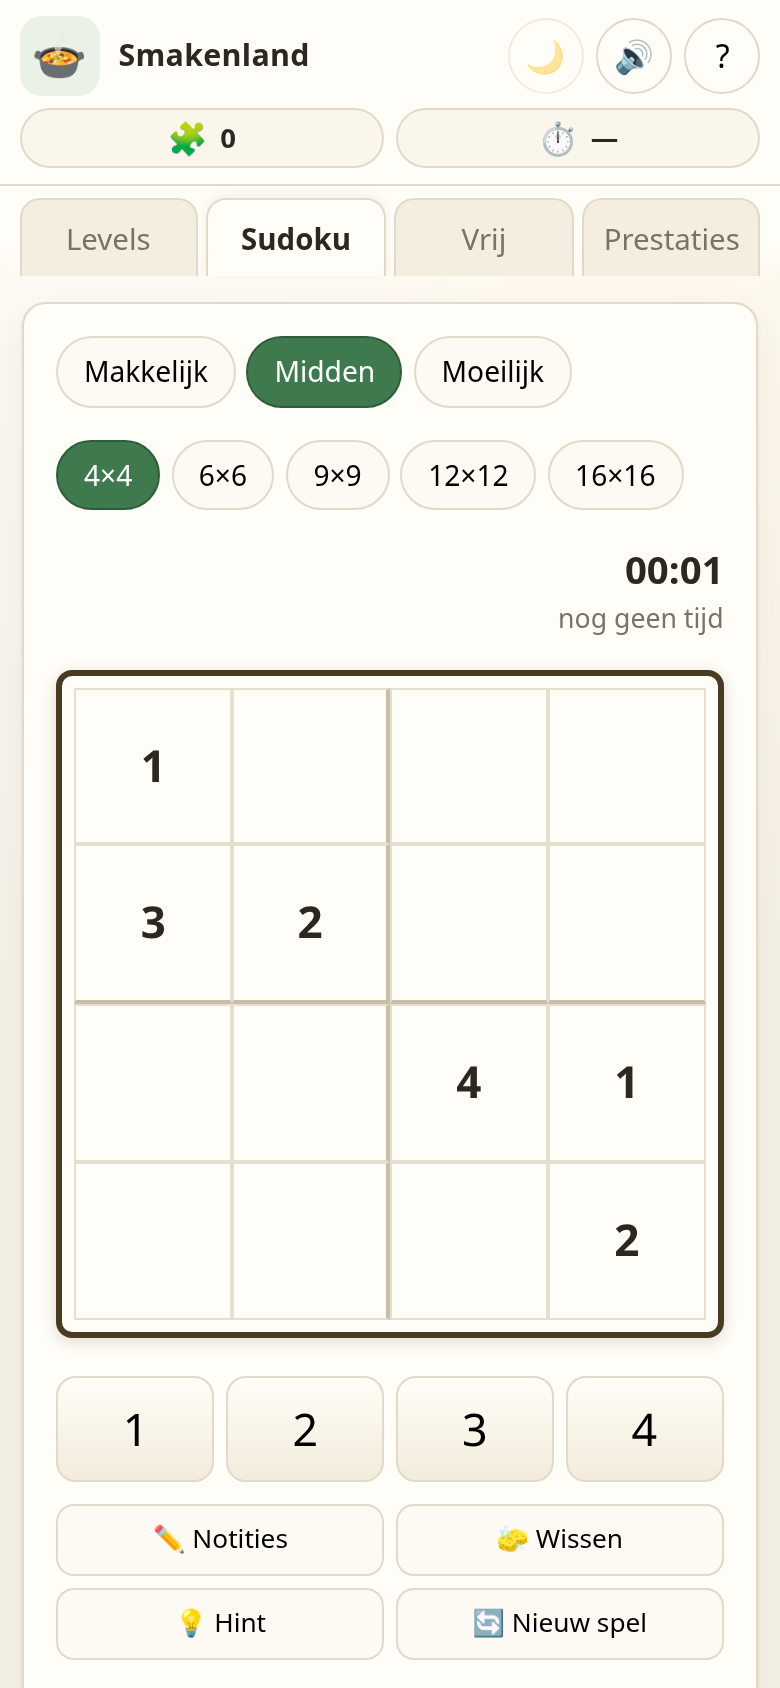 Smakenland
?
0
—
Levels
Sudoku
Vrij
Prestaties
Makkelijk
Midden
Moeilijk
4×4
6×6
9×9
12×12
16×16
00:01
nog geen tijd
1
3 2
4 1
2
1 2 3 4
Notities
Wissen
Hint
Nieuw spel